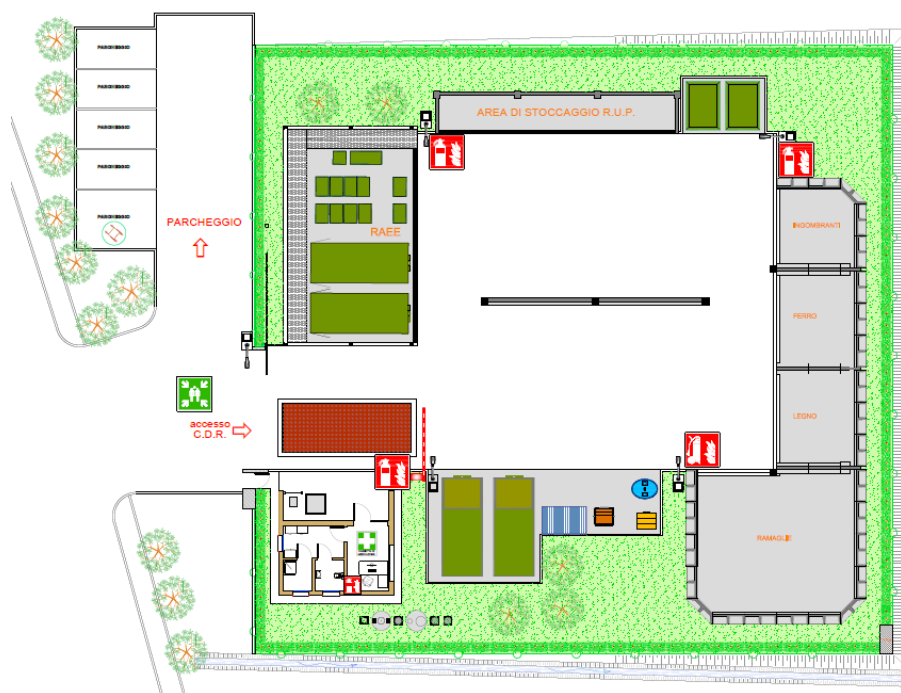 PARCHEGGIO
PARCHEGGIO
PARCHEGGIO
PARCHEGGIO
PARCHEGGIO
PARCHEGGIO
AREA DI STOCCAGGIO R.U.P.
RAEE
INGOMBRANTI
FERRO
LEGNO
RAMAGLIE
accesso
C.D.R.